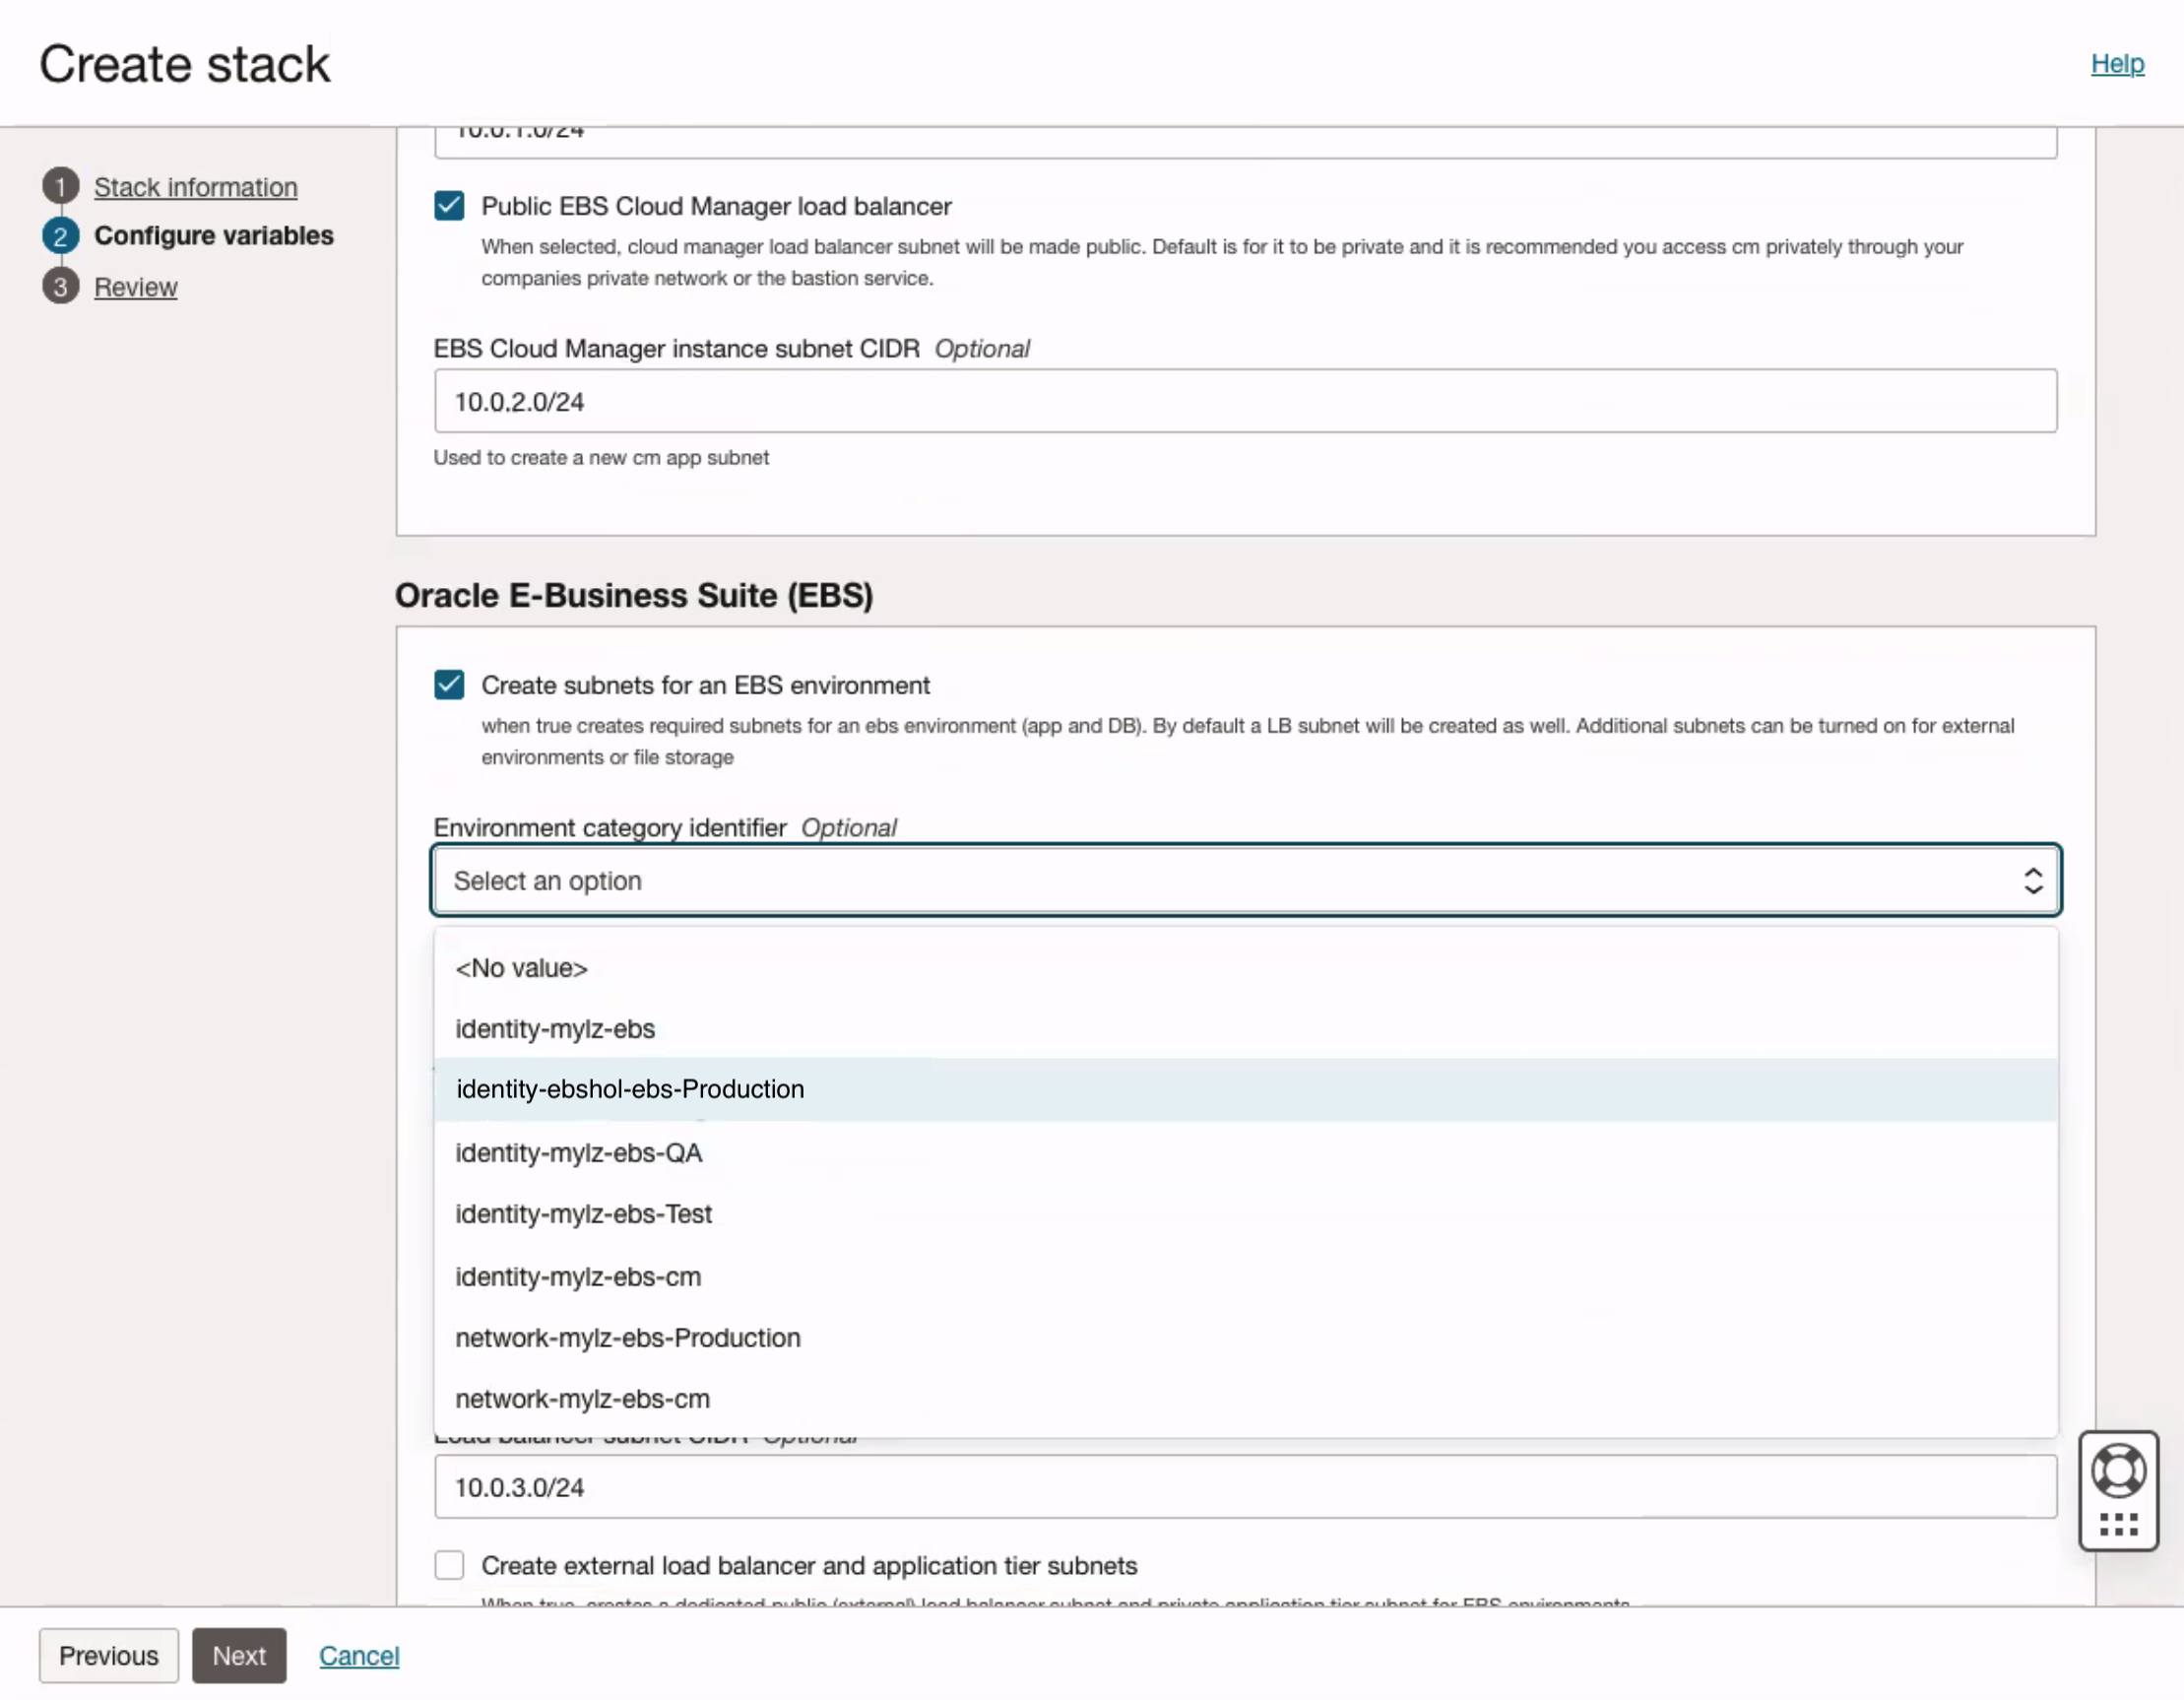 Create stack
Help
1 Stack information
2 Configure variables
3 Review
10.0.1.0/24
Public EBS Cloud Manager load balancer
When selected, cloud manager load balancer subnet will be made public. Default is for it to be private and it is recommended you access cm privately through your
companies private network or the bastion service.
EBS Cloud Manager instance subnet CIDR Optional
10.0.2.0/24
Used to create a new cm app subnet
Oracle E-Business Suite (EBS)
Create subnets for an EBS environment
when true creates required subnets for an ebs environment (app and DB). By default a LB subnet will be created as well. Additional subnets can be turned on for external
environments or file storage
Environment category identifier Optional
Select an option
<No value>
identity-mylz-ebs
identity-ebshol-ebs-Production
identity-mylz-ebs-QA
identity-mylz-ebs-Test
identity-mylz-ebs-cm
network-mylz-ebs-Production
network-mylz-ebs-cm
Load balancer subnet CIDR Optional
10.0.3.0/24
Create external load balancer and application tier subnets
When true, creates a dedicated public (external) load balancer subnet and private application tier subnet for EBS environments
Previous
Next
Cancel